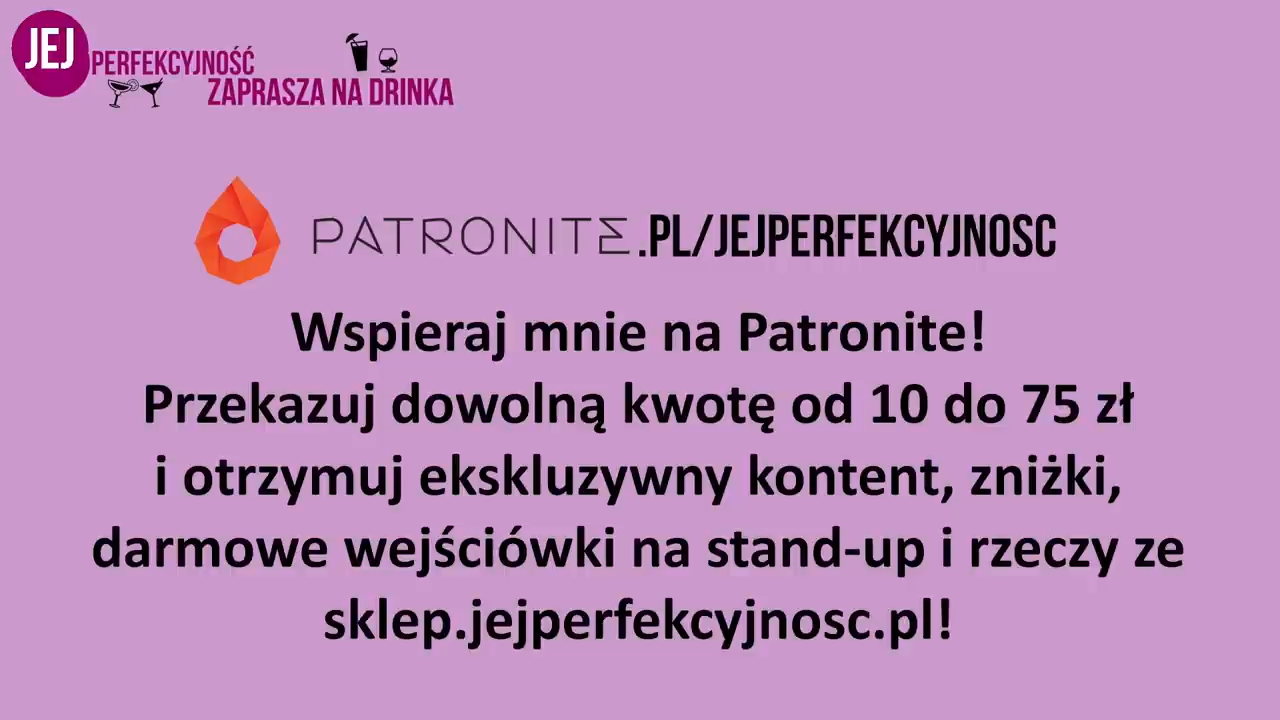 JEJ PERFEKCYJNOŚĆ
ZAPRASZA NA DRINKA
PATRONITE.PL/JEJPERFEKCYJNOSC
Wspieraj mnie na Patronite!
Przekazuj dowolną kwotę od 10 do 75 zł
i otrzymuj ekskluzywny kontent, zniżki,
darmowe wejściówki na stand-up i rzeczy ze
sklep.jejperfekcyjnosc.pl!